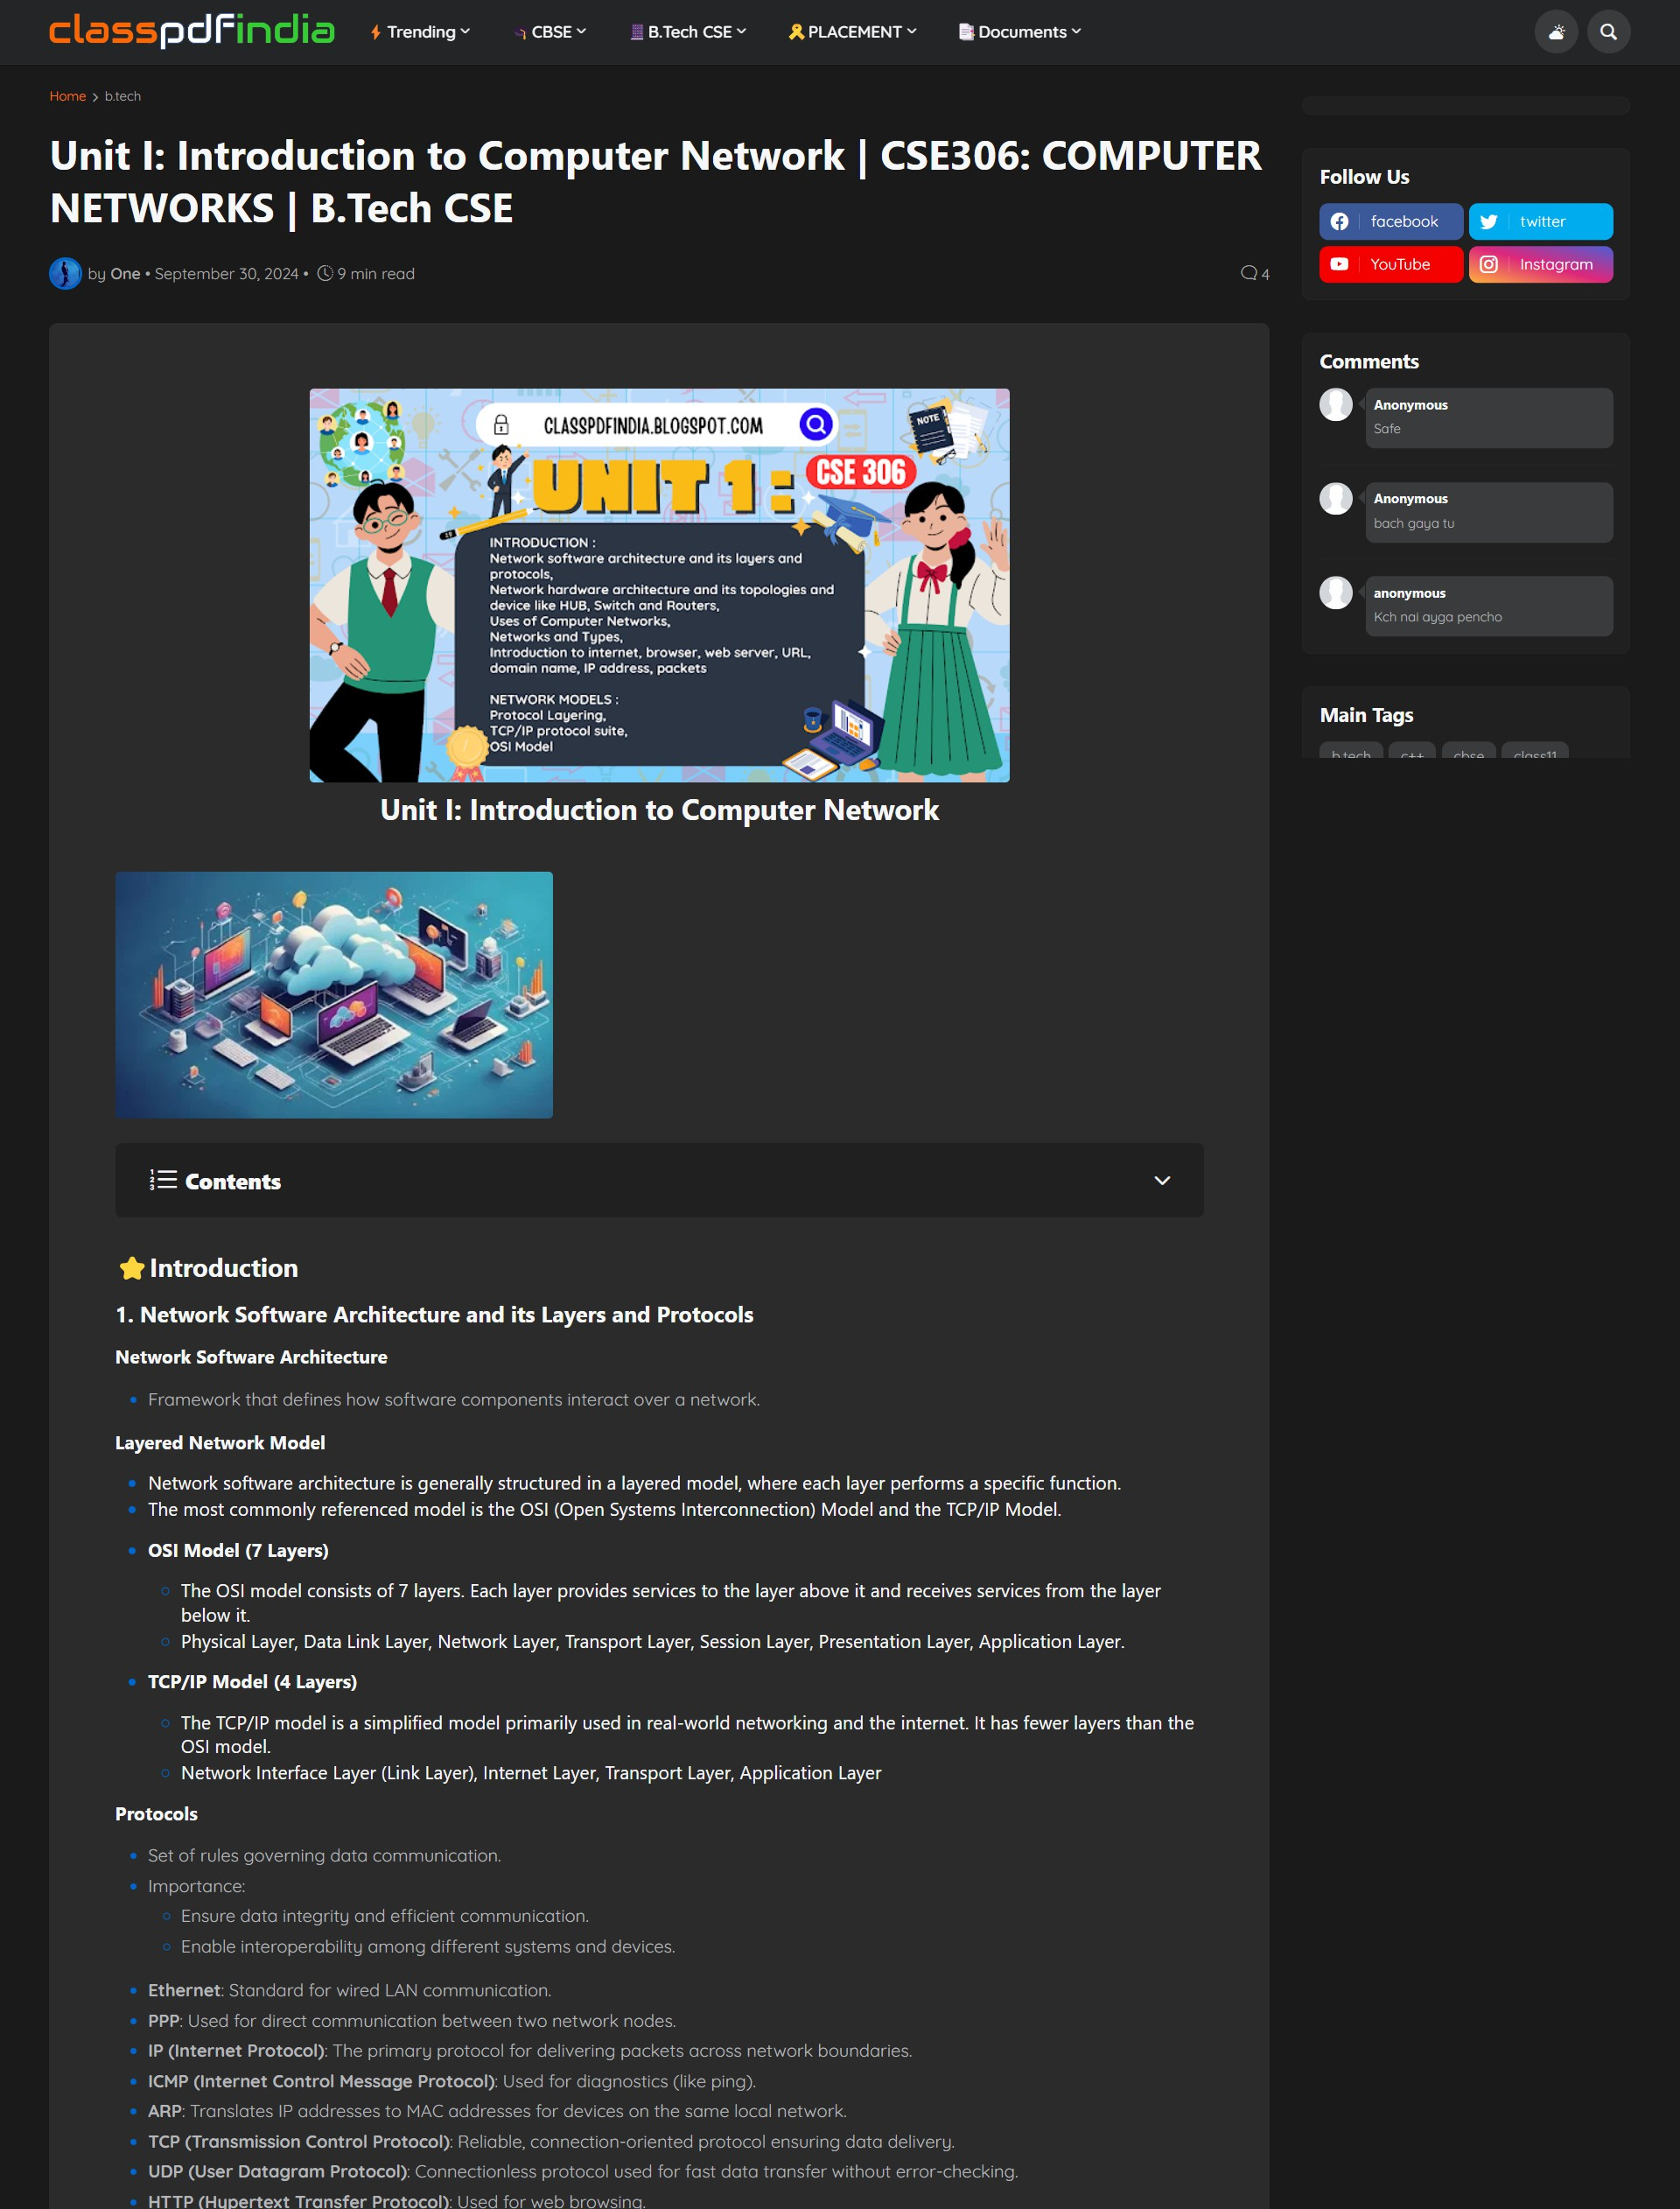 classpdfindia
Trending
CBSE
B.Tech CSE
PLACEMENT
Documents
Home
b.tech
Unit I: Introduction to Computer Network | CSE306: COMPUTER
NETWORKS | B.Tech CSE
by One • September 30, 2024 • 9 min read
4
CLASSPDFINDIA.BLOGSPOT.COM
NOTE
UNIT 1 :
CSE 306
INTRODUCTION :
Network software architecture and its layers and
protocols,
Network hardware architecture and its topologies and
device like HUB, Switch and Routers,
Uses of Computer Networks,
Networks and Types,
Introduction to internet, browser, web server, URL,
domain name, IP address, packets
NETWORK MODELS :
Protocol Layering,
TCP/IP protocol suite,
OSI Model
Unit I: Introduction to Computer Network
Contents
Introduction
1. Network Software Architecture and its Layers and Protocols
Network Software Architecture
Framework that defines how software components interact over a network.
Layered Network Model
Network software architecture is generally structured in a layered model, where each layer performs a specific function.
The most commonly referenced model is the OSI (Open Systems Interconnection) Model and the TCP/IP Model.
OSI Model (7 Layers)
The OSI model consists of 7 layers. Each layer provides services to the layer above it and receives services from the layer
below it.
Physical Layer, Data Link Layer, Network Layer, Transport Layer, Session Layer, Presentation Layer, Application Layer.
TCP/IP Model (4 Layers)
The TCP/IP model is a simplified model primarily used in real-world networking and the internet. It has fewer layers than the
OSI model.
Network Interface Layer (Link Layer), Internet Layer, Transport Layer, Application Layer
Protocols
Set of rules governing data communication.
Importance:
Ensure data integrity and efficient communication.
Enable interoperability among different systems and devices.
Ethernet: Standard for wired LAN communication.
PPP: Used for direct communication between two network nodes.
IP (Internet Protocol): The primary protocol for delivering packets across network boundaries.
ICMP (Internet Control Message Protocol): Used for diagnostics (like ping).
ARP: Translates IP addresses to MAC addresses for devices on the same local network.
TCP (Transmission Control Protocol): Reliable, connection-oriented protocol ensuring data delivery.
UDP (User Datagram Protocol): Connectionless protocol used for fast data transfer without error-checking.
HTTP (Hypertext Transfer Protocol): Used for web browsing.
Follow Us
facebook
twitter
YouTube
Instagram
Comments
Anonymous
Safe
Anonymous
bach gaya tu
anonymous
Kch nai ayga pencho
Main Tags
b.tech
c++
cbse
class11